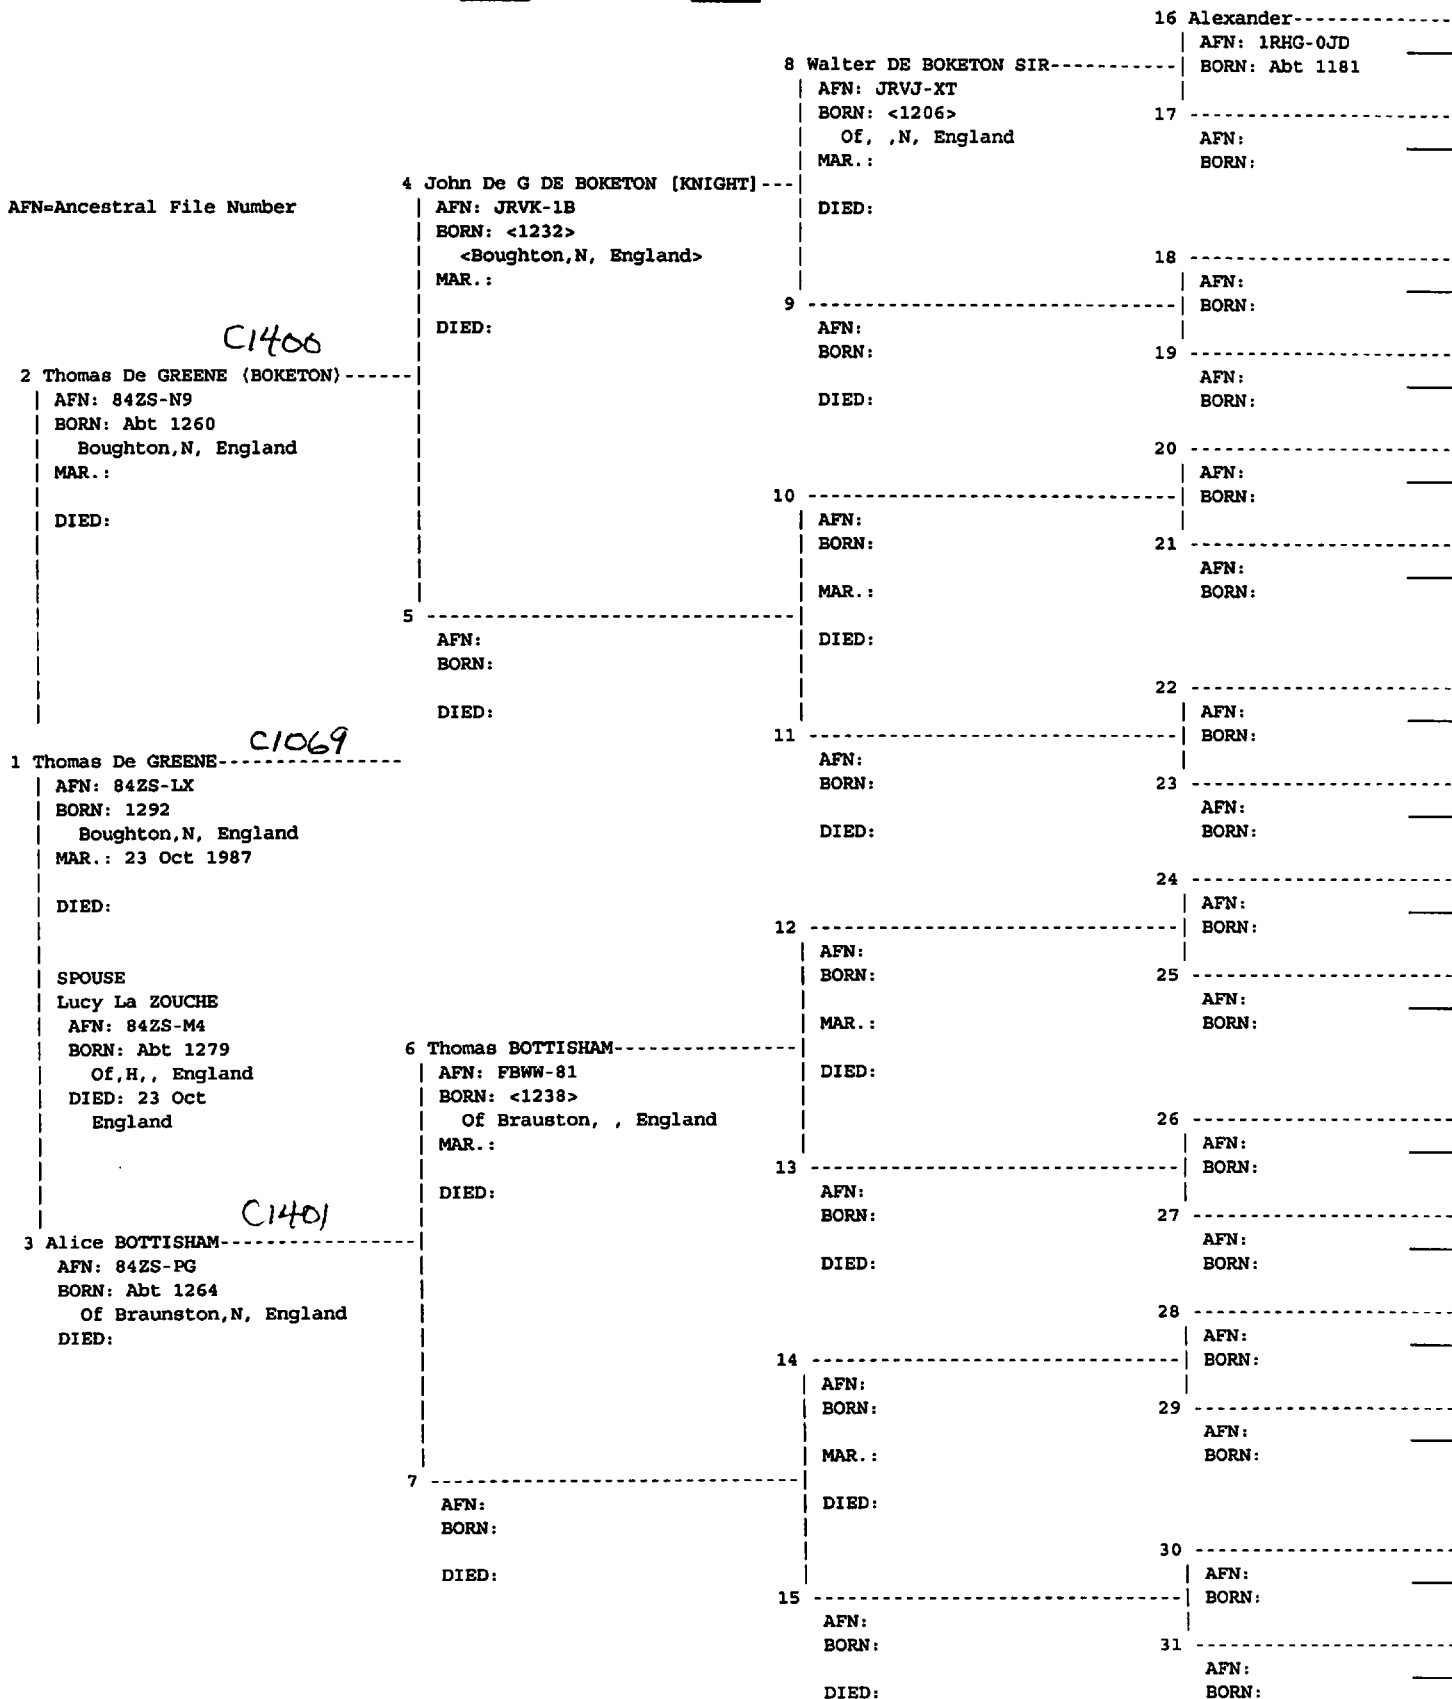 16 Alexander--------------
AFN: 1RHG-0JD
8 Walter DE BOKETON SIR-----------
BORN: Abt 1181
AFN: JRVJ-XT
BORN: <1206>
17 --------------
Of, ,N, England
AFN:
MAR.:
BORN:
4 John De G DE BOKETON [KNIGHT]---
AFN=Ancestral File Number
AFN: JRVK-1B
DIED:
BORN: <1232>
<Boughton,N, England>
18 --------------
MAR.:
AFN:
9 --------------
BORN:
DIED:
AFN:
C1400
BORN:
19 --------------
2 Thomas De GREENE (BOKETON)------
AFN:
AFN: 84ZS-N9
DIED:
BORN:
BORN: Abt 1260
Boughton,N, England
20 --------------
MAR.:
AFN:
10 --------------
BORN:
DIED:
AFN:
BORN:
21 --------------
AFN:
MAR.:
BORN:
5 --------------
AFN:
DIED:
BORN:
22 --------------
DIED:
AFN:
C1069
11 --------------
BORN:
1 Thomas De GREENE---------------
AFN:
AFN: 84ZS-LX
BORN:
23 --------------
BORN: 1292
AFN:
Boughton,N, England
DIED:
BORN:
MAR.: 23 Oct 1987
24 --------------
DIED:
AFN:
12 --------------
BORN:
AFN:
SPOUSE
BORN:
25 --------------
Lucy La ZOUCHE
AFN:
AFN: 84ZS-M4
MAR.:
BORN:
BORN: Abt 1279
6 Thomas BOTTISHAM---------------
Of,H,, England
AFN: FBWW-81
DIED:
DIED: 23 Oct
BORN: <1238>
England
Of Brauston, , England
26 --------------
MAR.:
AFN:
13 --------------
BORN:
DIED:
AFN:
C1401
BORN:
27 --------------
3 Alice BOTTISHAM----------------
AFN:
AFN: 84ZS-PG
DIED:
BORN:
BORN: Abt 1264
Of Braunston,N, England
28 --------------
DIED:
AFN:
14 --------------
BORN:
AFN:
BORN:
29 --------------
AFN:
MAR.:
BORN:
7 --------------
AFN:
DIED:
BORN:
30 --------------
DIED:
AFN:
15 --------------
BORN:
AFN:
BORN:
31 --------------
AFN:
DIED:
BORN: